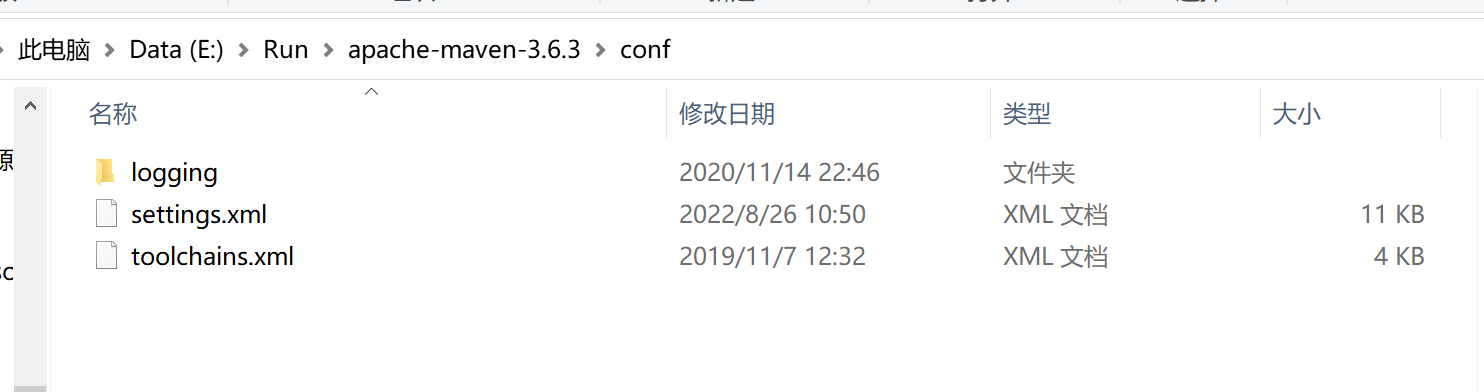 此电脑 > Data (E:) > Run > apache-maven-3.6.3 > conf
名称 修改日期 类型 大小
logging 2020/11/14 22:46 文件夹
settings.xml 2022/8/26 10:50 XML 文档 11 KB
toolchains.xml 2019/11/7 12:32 XML 文档 4 KB